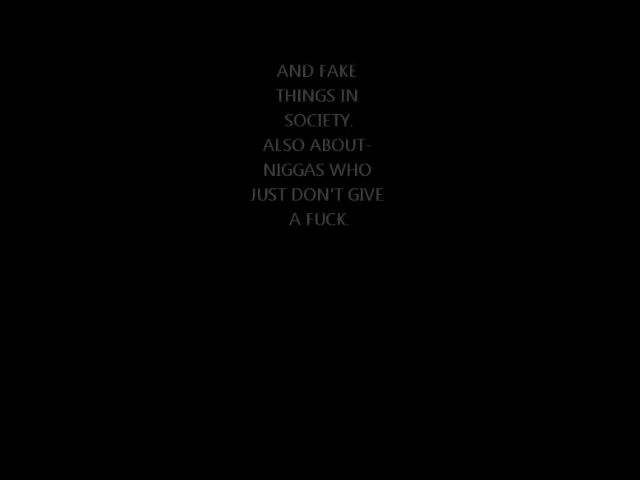 AND FAKE
THINGS IN
SOCIETY.
ALSO ABOUT-
NIGGAS WHO
JUST DON'T GIVE
A FUCK.